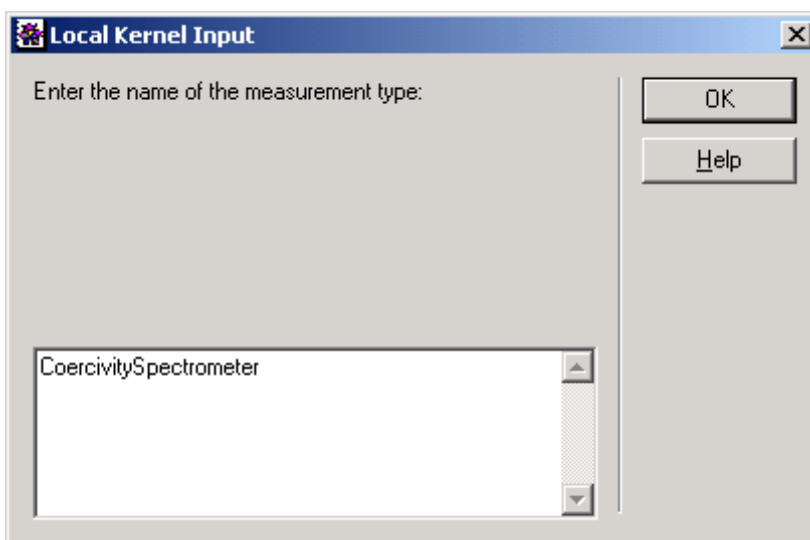 Local Kernel Input
Enter the name of the measurement type:
OK
Help
CoercivitySpectrometer